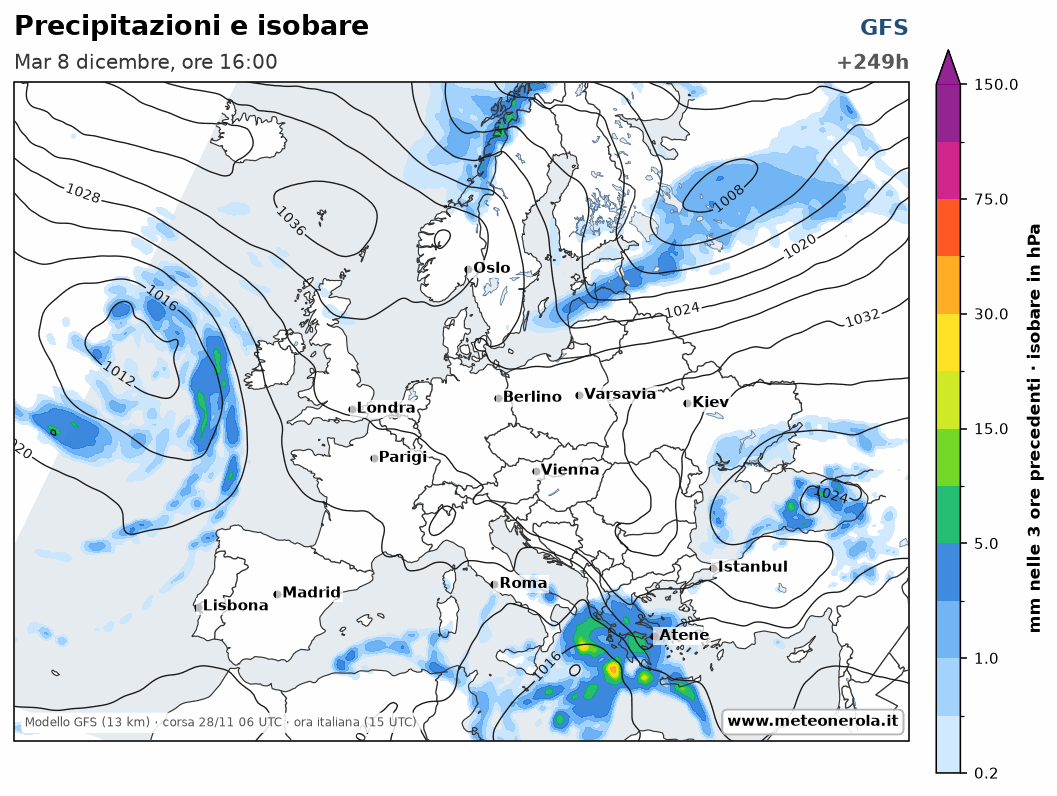 Precipitazioni e isobare
GFS
Mar 8 dicembre, ore 16:00
+249h
150.0
75.0
30.0
15.0
5.0
1.0
0.2
mm nelle 3 ore precedenti · isobare in hPa
1028
1036
1008
1020
1016
1024
1032
1012
20
1024
1016
Oslo
Londra
Berlino
Varsavia
Kiev
Parigi
Vienna
Istanbul
Roma
Madrid
Lisbona
Atene
Modello GFS (13 km) · corsa 28/11 06 UTC · ora italiana (15 UTC)
www.meteonerola.it